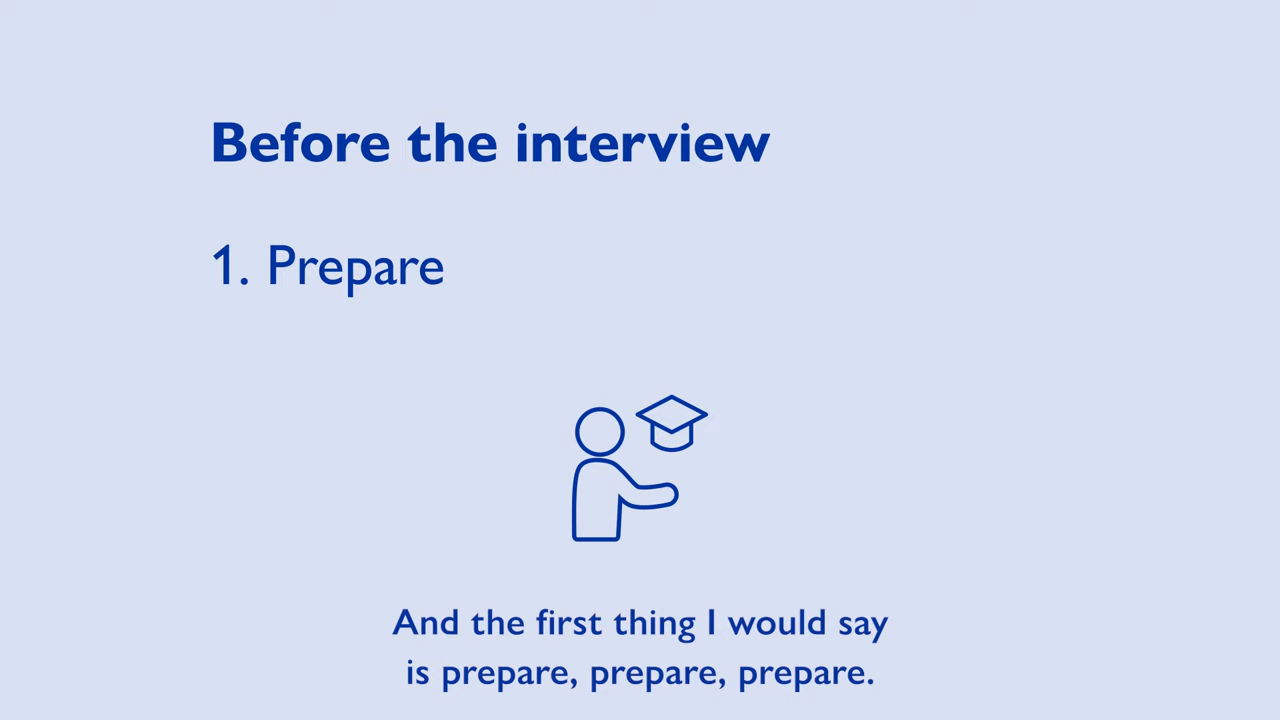 Before the interview
1. Prepare
And the first thing I would say
is prepare, prepare, prepare.